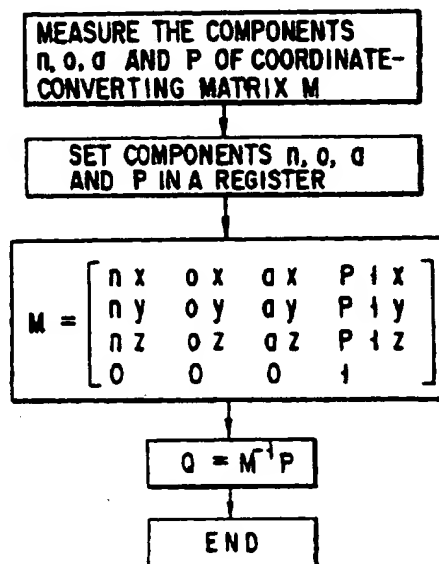 MEASURE THE COMPONENTS
n, o, a AND P OF COORDINATE-
CONVERTING MATRIX M
SET COMPONENTS n, o, a
AND P IN A REGISTER
M = [ nx ox ax P1x
ny oy ay P1y
nz oz az P1z
0 0 0 1 ]
Q = M⁻¹P
END